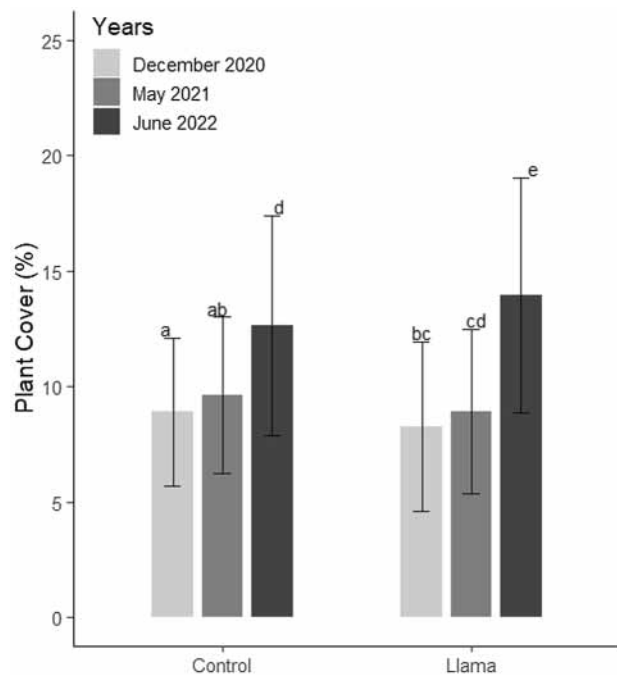 Years
December 2020
May 2021
June 2022
Plant Cover (%)
25
20
15
10
5
0
a
ab
d
bc
cd
e
Control
Llama